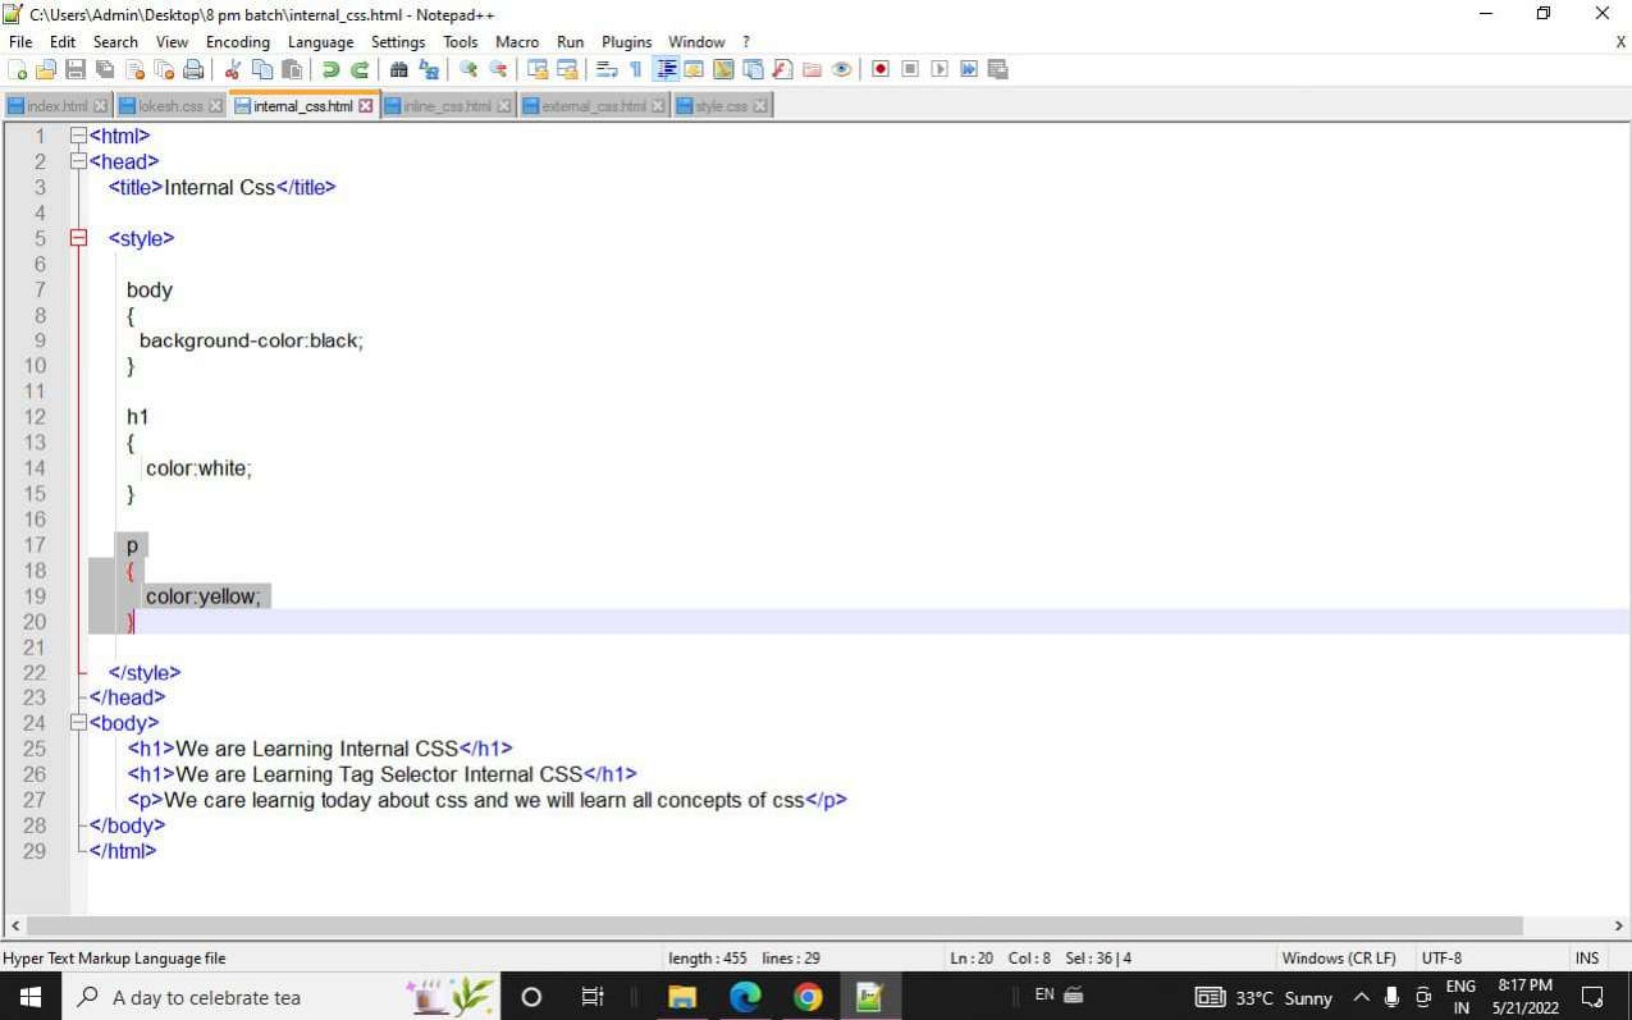 C:\Users\Admin\Desktop\8 pm batch\internal_css.html - Notepad++
File Edit Search View Encoding Language Settings Tools Macro Run Plugins Window ? X
index.html lokesh.css internal_css.html inline_css.html external_css.html style.css
1 <html>
2 <head>
3 <title>Internal Css</title>
4
5 <style>
6
7 body
8 {
9 background-color:black;
10 }
11
12 h1
13 {
14 color:white;
15 }
16
17 p
18 {
19 color:yellow;
20 }
21
22 </style>
23 </head>
24 <body>
25 <h1>We are Learning Internal CSS</h1>
26 <h1>We are Learning Tag Selector Internal CSS</h1>
27 <p>We care learnig today about css and we will learn all concepts of css</p>
28 </body>
29 </html>
Hyper Text Markup Language file length : 455 lines : 29 Ln : 20 Col : 8 Sel : 36 | 4 Windows (CR LF) UTF-8 INS
A day to celebrate tea EN 33°C Sunny ENG 8:17 PM
IN 5/21/2022